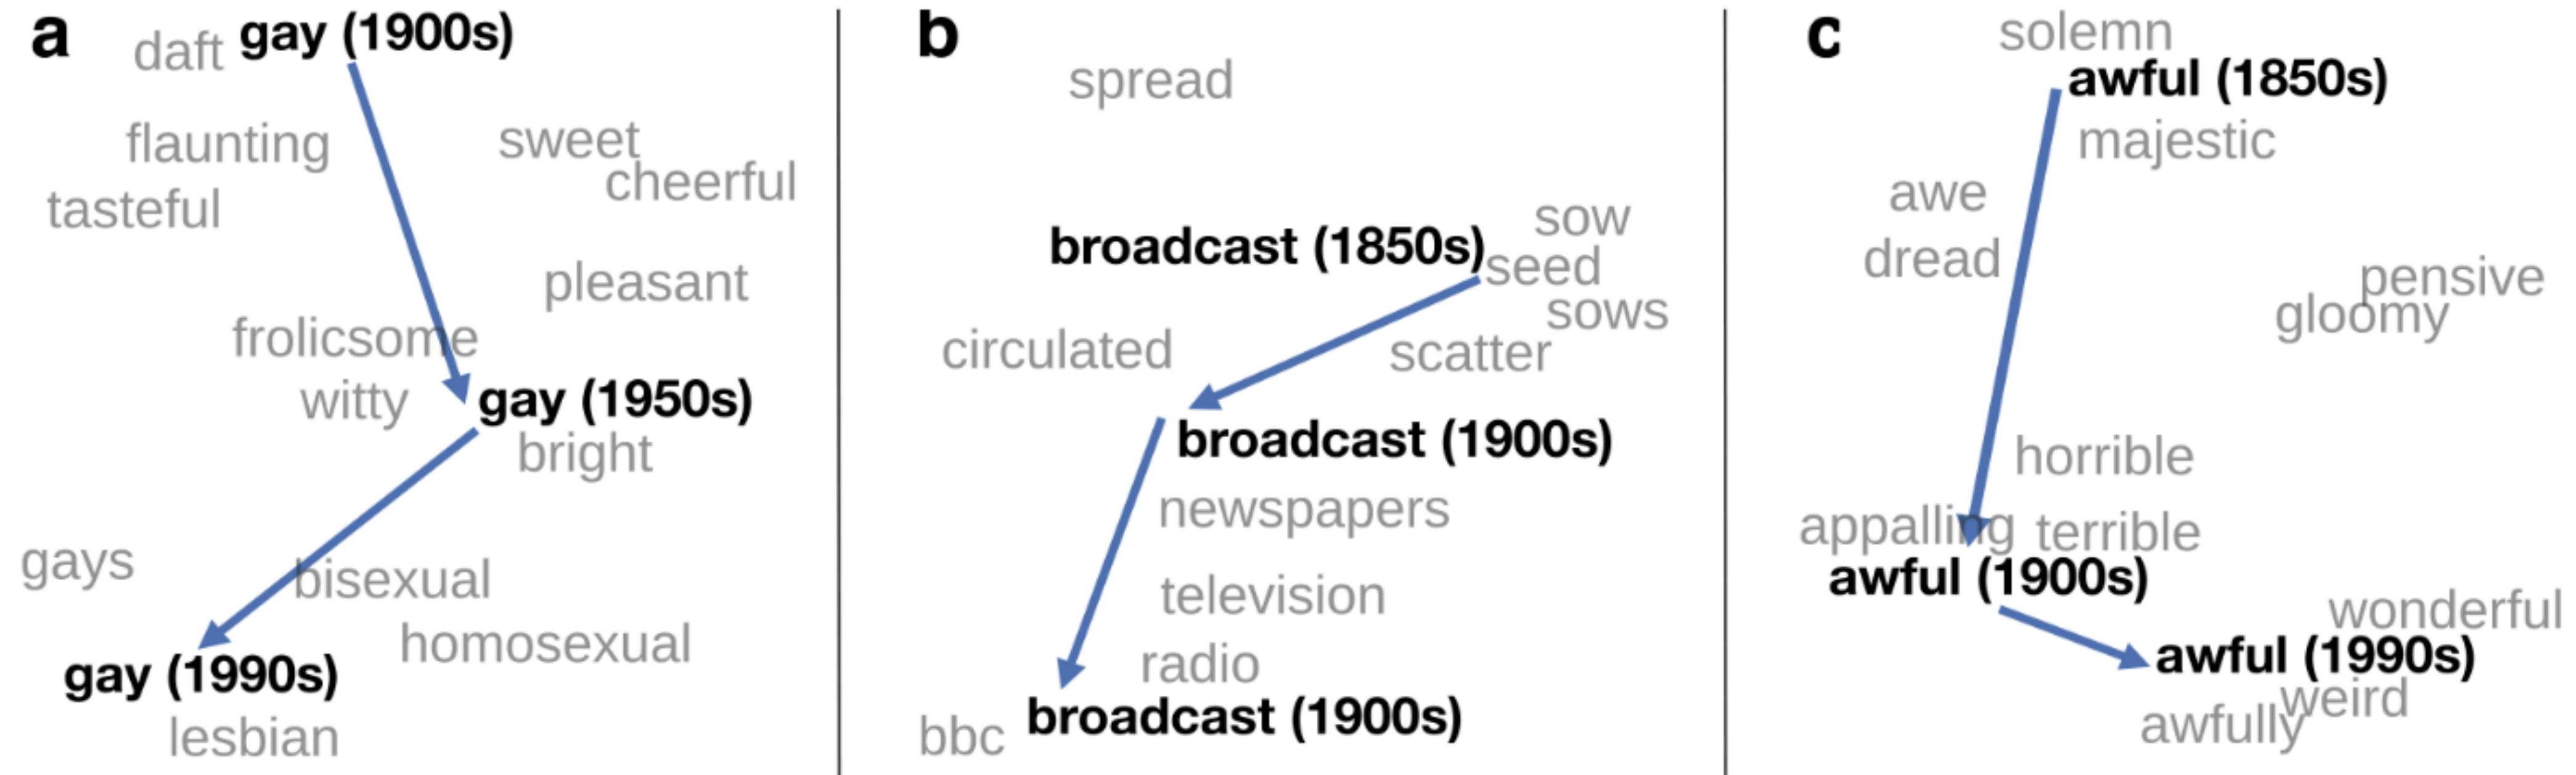 a
daft gay (1900s)
flaunting
sweet
cheerful
tasteful
pleasant
frolicsome
witty
gay (1950s)
bright
gays
bisexual
homosexual
gay (1990s)
lesbian
b
spread
broadcast (1850s)
sow
seed
sows
circulated
scatter
broadcast (1900s)
newspapers
television
radio
bbc broadcast (1900s)
c
solemn
awful (1850s)
majestic
awe
dread
pensive
gloomy
horrible
appalling terrible
awful (1900s)
wonderful
awful (1990s)
weird
awfully